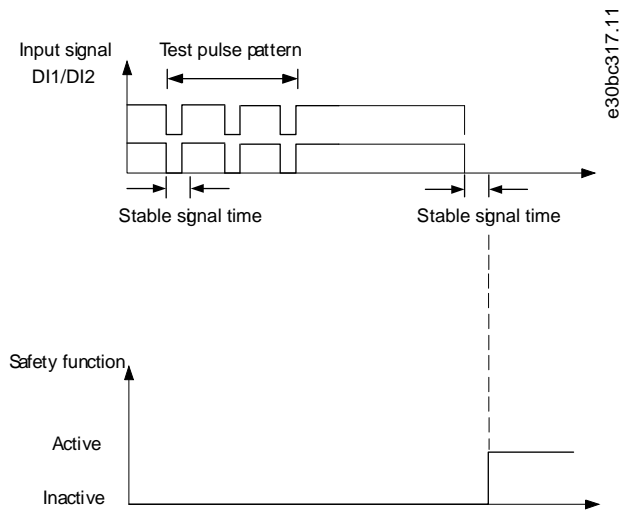 Input signal
DI1/DI2
Test pulse pattern
e30bc317.11
Stable signal time
Stable signal time
Safety function
Active
Inactive